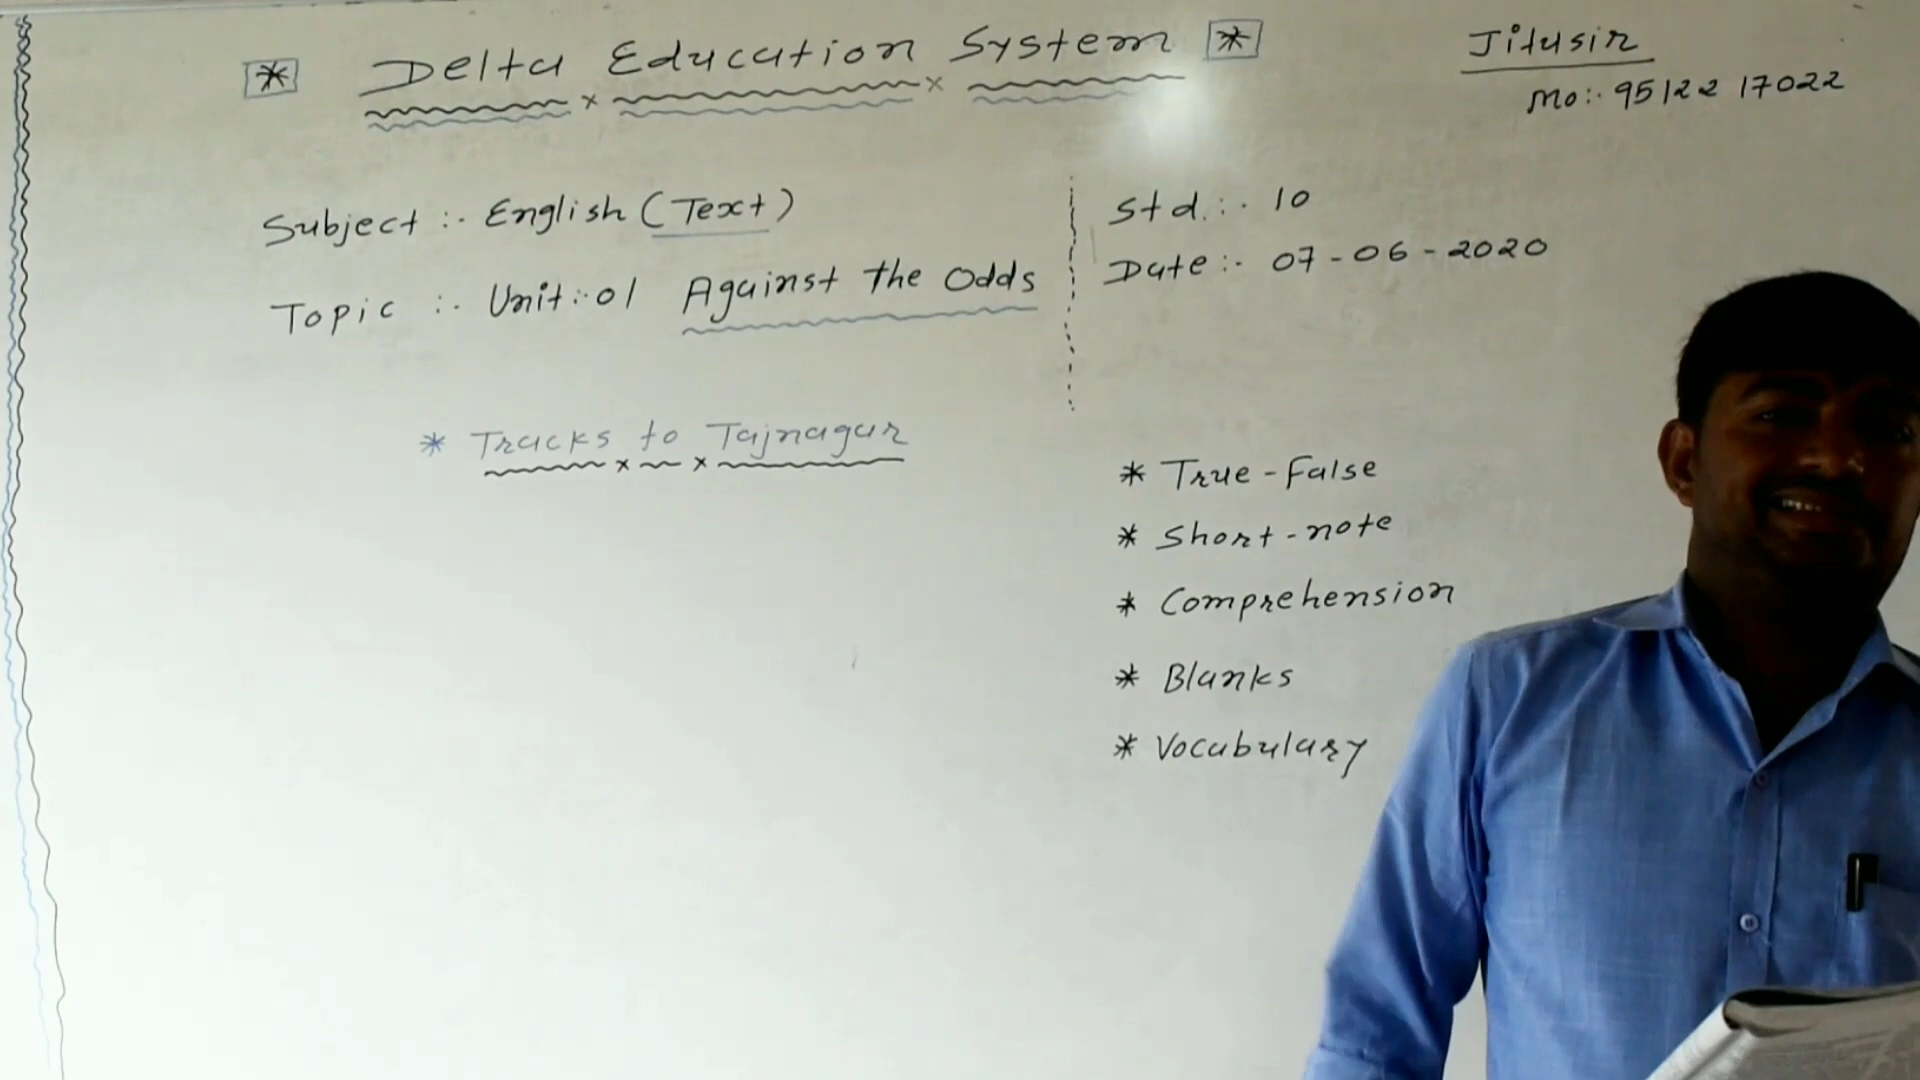 * Delta Education System *
Jitusir
Mo:- 95122 17022
Subject :- English (Text)
Topic :- Unit:-01 Against the Odds
Std. :- 10
Date :- 07-06-2020
* Tracks to Tajnagar
* True-False
* Short-note
* Comprehension
* Blanks
* Vocabulary